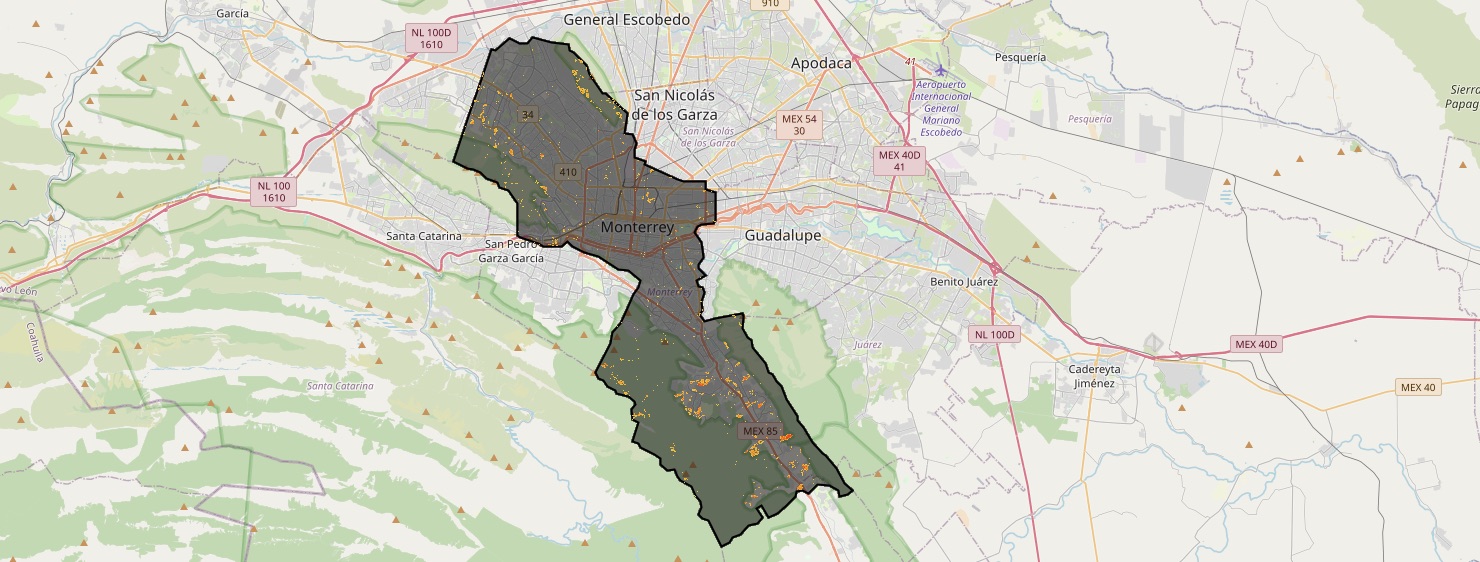 910
García
General Escobedo
NL 100D
1610
Apodaca
41
Pesquería
Aeropuerto
Internacional
General
Mariano
Escobedo
Sierra
Papag
San Nicolás
de los Garza
34
MEX 54
30
Pesquería
San Nicolás
de los Garza
MEX 40D
41
410
NL 100
1610
Monterrey
Guadalupe
Santa Catarina
San Pedro
Garza García
Benito Juárez
vo León
Monterrey
Coahuila
NL 100D
Juárez
MEX 40D
Cadereyta
Jiménez
Santa Catarina
MEX 40
MEX 85